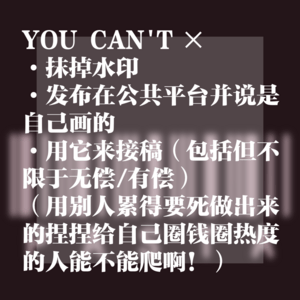 YOU CAN'T ×
·抹掉水印
·发布在公共平台并说是
自己画的
·用它来接稿（包括但不
限于无偿/有偿）
（用别人累得要死做出来
的捏捏给自己圈钱圈热度
的人能不能爬啊！）